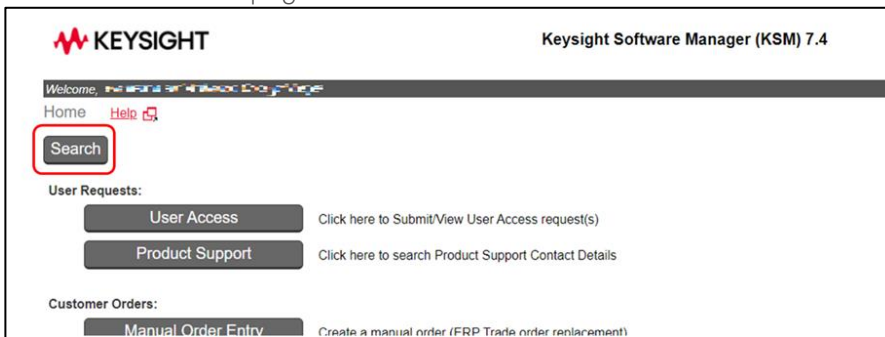 KEYSIGHT
Keysight Software Manager (KSM) 7.4
Welcome,
Home Help
Search
User Requests:
User Access Click here to Submit/View User Access request(s)
Product Support Click here to search Product Support Contact Details
Customer Orders:
Manual Order Entry Create a manual order (ERP Trade order replacement)